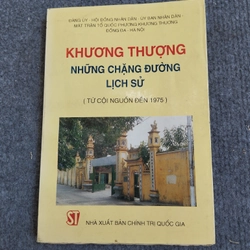 ĐẢNG ỦY - HỘI ĐỒNG NHÂN DÂN - ỦY BAN NHÂN DÂN
MẶT TRẬN TỔ QUỐC PHƯỜNG KHƯƠNG THƯỢNG
ĐỐNG ĐA - HÀ NỘI
KHƯƠNG THƯỢNG
NHỮNG CHẶNG ĐƯỜNG
LỊCH SỬ
( TỪ CỘI NGUỒN ĐẾN 1975 )
ST
NHÀ XUẤT BẢN CHÍNH TRỊ QUỐC GIA